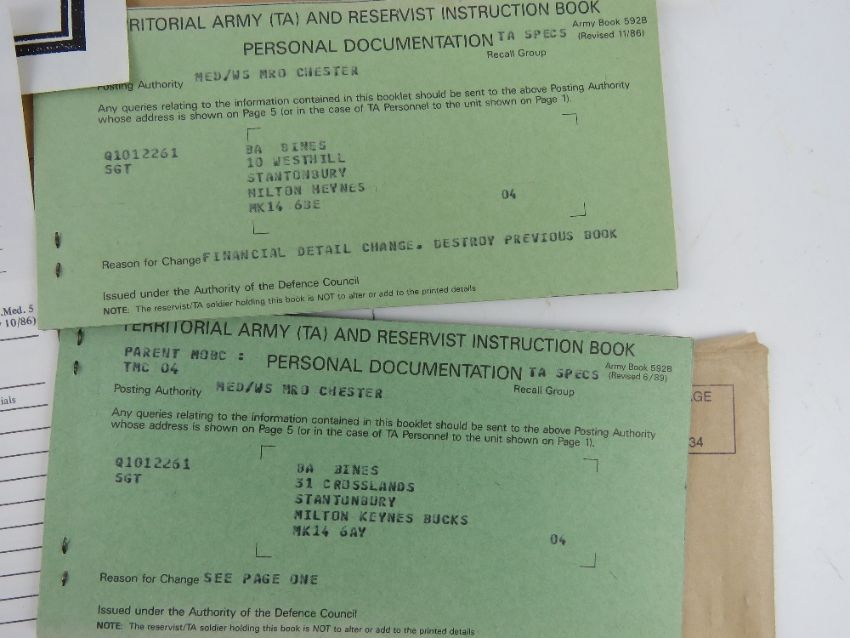 TERRITORIAL ARMY (TA) AND RESERVIST INSTRUCTION BOOK
PERSONAL DOCUMENTATION
Army Book 592B
(Revised 11/86)
TA SPECS
Recall Group
Posting Authority MED/WS MRO CHESTER
Any queries relating to the information contained in this booklet should be sent to the above Posting Authority
whose address is shown on Page 5 (or in the case of TA Personnel to the unit shown on Page 1).
Q1012261
SGT
BA BINES
10 WESTHILL
STANTONBURY
MILTON KEYNES
MK14 6BE
04
Reason for Change FINANCIAL DETAIL CHANGE. DESTROY PREVIOUS BOOK
Issued under the Authority of the Defence Council
NOTE: The reservist/TA soldier holding this book is NOT to alter or add to the printed details
.Med. 5
10/86)
ials
TERRITORIAL ARMY (TA) AND RESERVIST INSTRUCTION BOOK
PARENT MOBC :
TMC 04
PERSONAL DOCUMENTATION
Army Book 592B
(Revised 6/89)
TA SPECS
Recall Group
Posting Authority MED/WS MRO CHESTER
Any queries relating to the information contained in this booklet should be sent to the above Posting Authority
whose address is shown on Page 5 (or in the case of TA Personnel to the unit shown on Page 1).
Q1012261
SGT
BA BINES
31 CROSSLANDS
STANTONBURY
MILTON KEYNES BUCKS
MK14 6AY
04
Reason for Change SEE PAGE ONE
Issued under the Authority of the Defence Council
NOTE: The reservist/TA soldier holding this book is NOT to alter or add to the printed details
GE
34